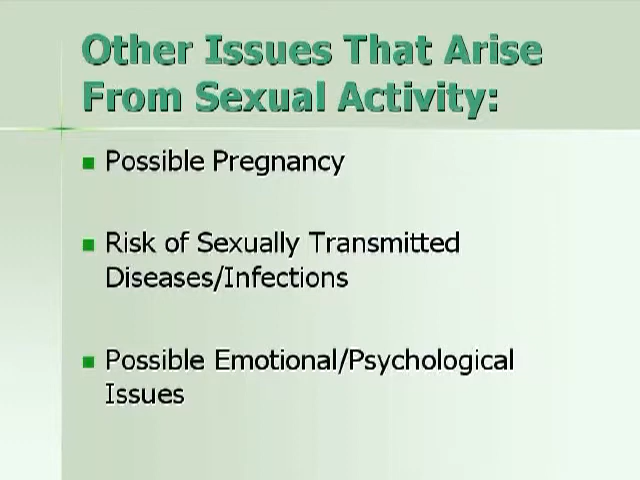 Other Issues That Arise
From Sexual Activity:
Possible Pregnancy
Risk of Sexually Transmitted
Diseases/Infections
Possible Emotional/Psychological
Issues